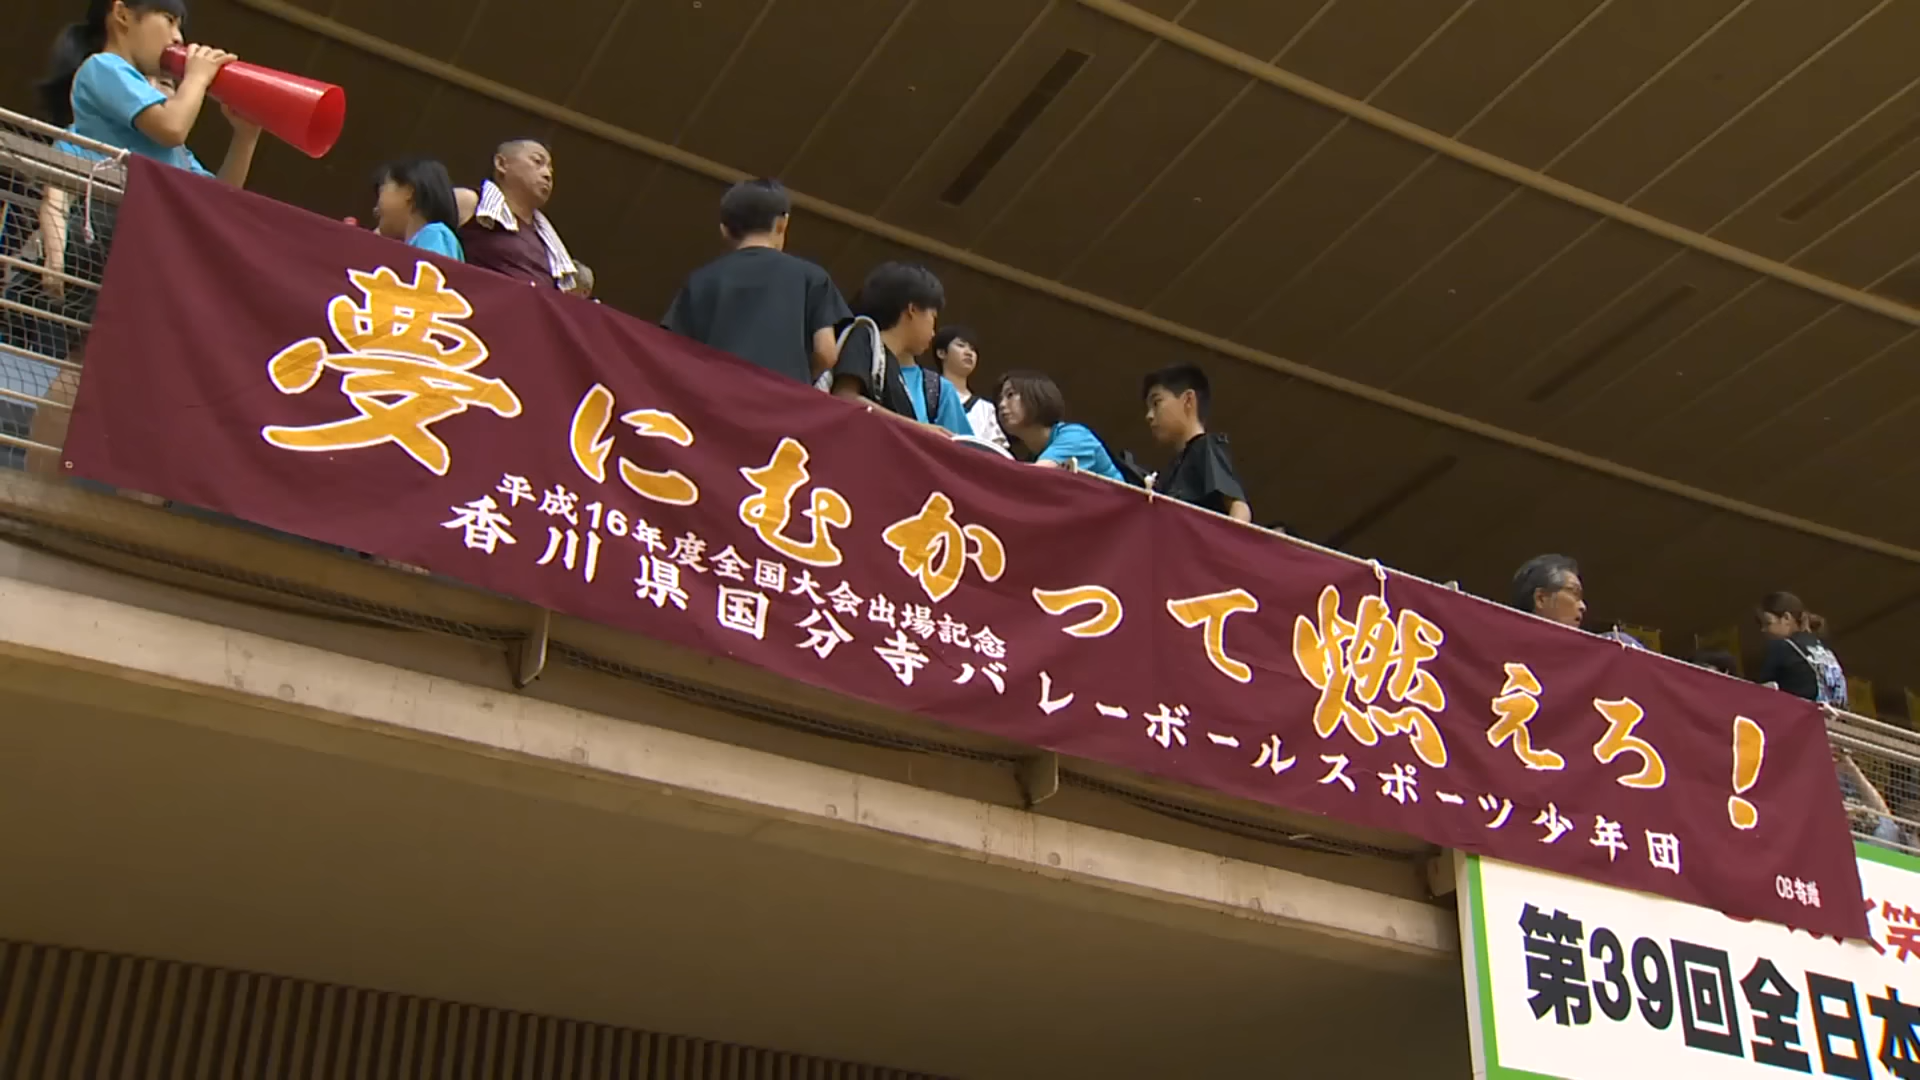 夢にむかって燃えろ!
平成16年度全国大会出場記念
香川県国分寺バレーボールスポーツ少年団
OB寄贈
第39回全日本